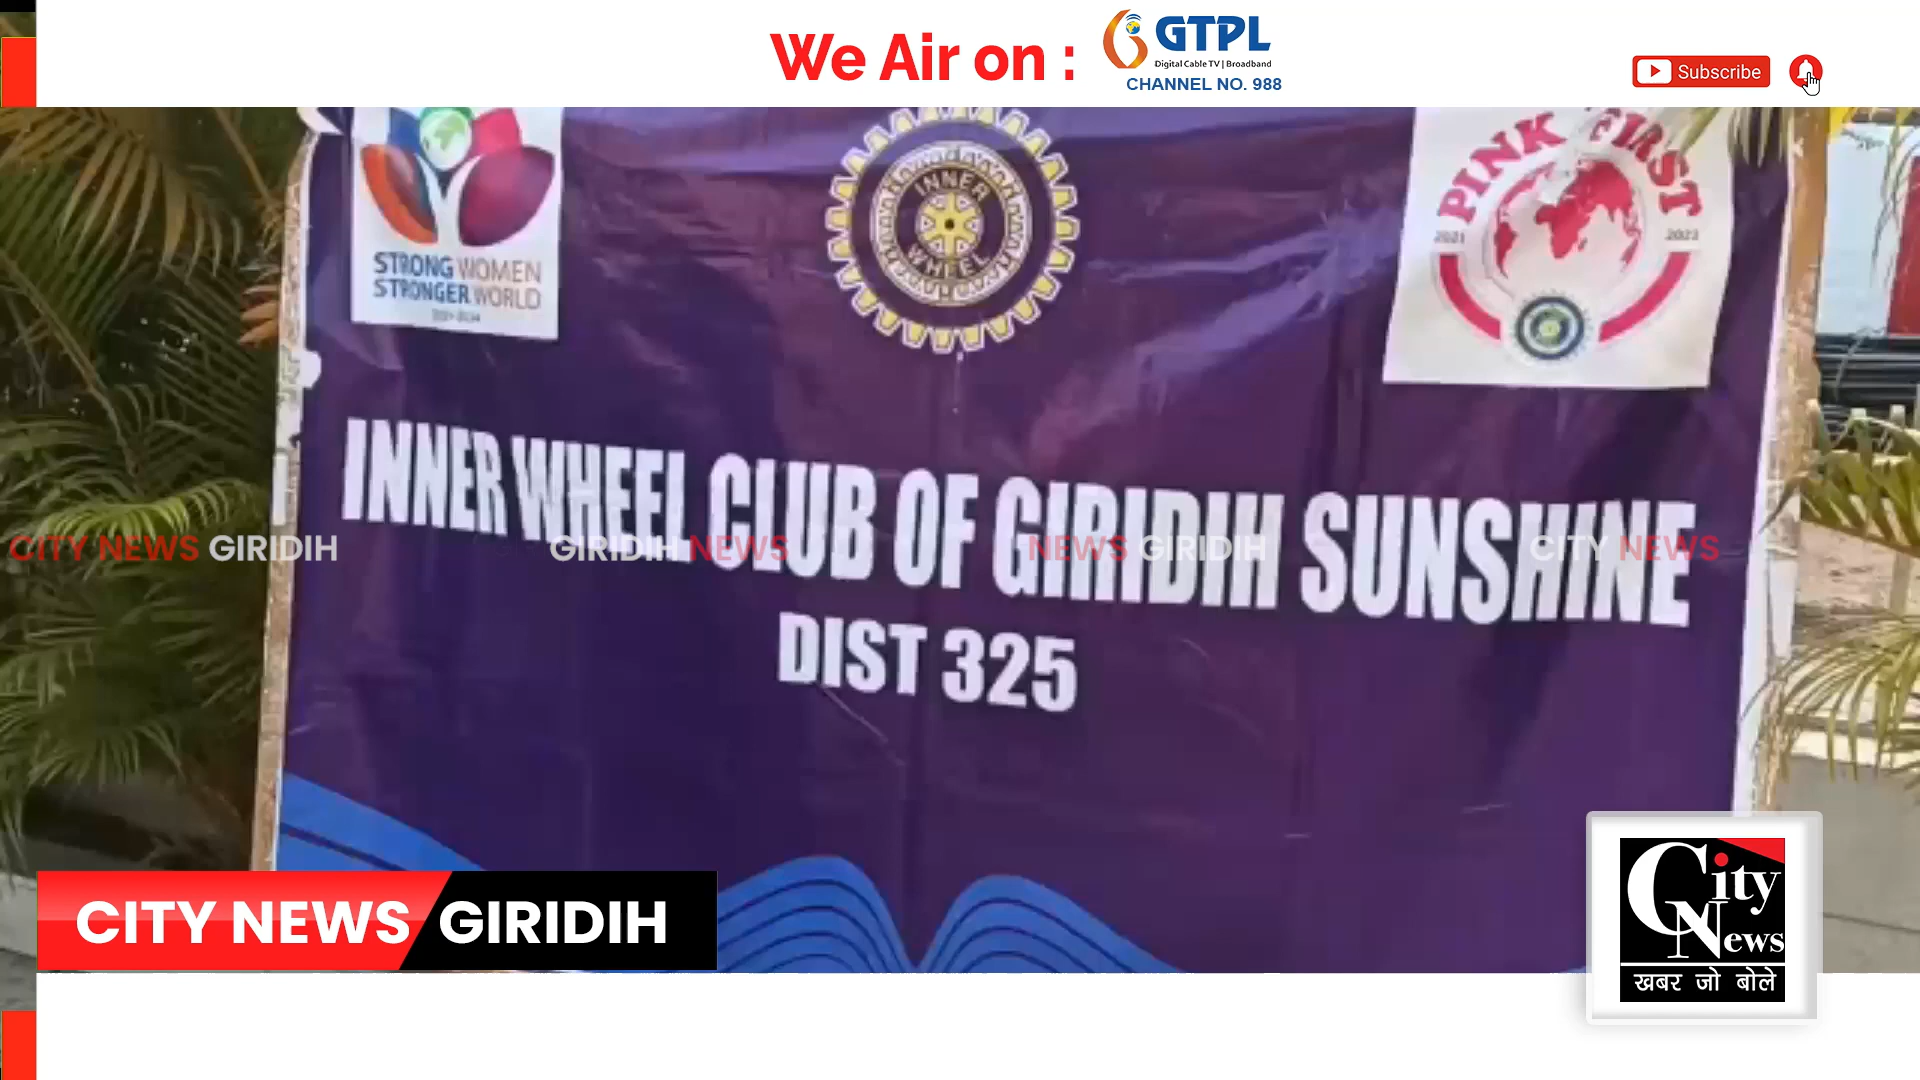 We Air on :
GTPL
Digital Cable TV | Broadband
CHANNEL NO. 988
Subscribe
STRONG WOMEN
STRONGER WORLD
INNER
WHEEL
PINK FIRST
2021 2022
INNER WHEEL CLUB OF GIRIDIH SUNSHINE
DIST 325
CITY NEWS GIRIDIH
GIRIDIH NEWS
NEWS GIRIDIH
CITY NEWS
CITY NEWS GIRIDIH
City
News
खबर जो बोले